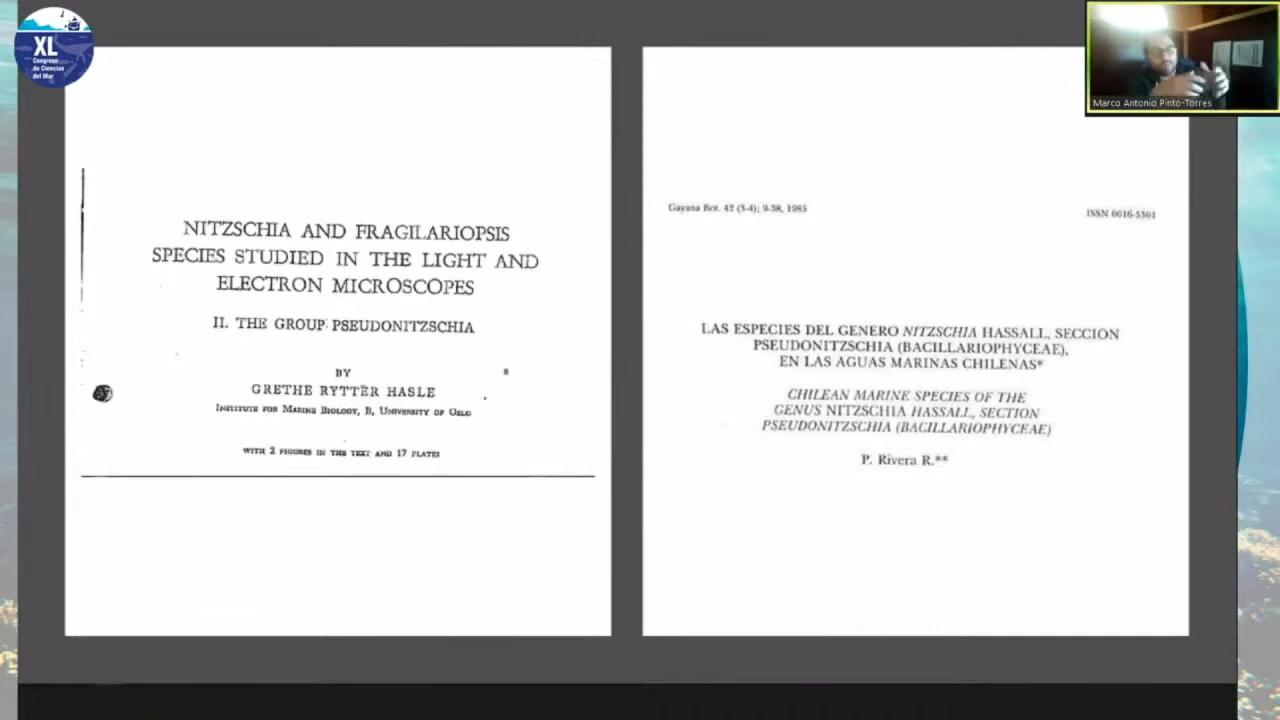 XL
Congreso
de Ciencias
del Mar
NITZSCHIA AND FRAGILARIOPSIS
SPECIES STUDIED IN THE LIGHT AND
ELECTRON MICROSCOPES
II. THE GROUP PSEUDONITZSCHIA
BY
GRETHE RYTTER HASLE
INSTITUTE FOR MARINE BIOLOGY, B, UNIVERSITY OF OSLO
WITH 2 FIGURES IN THE TEXT AND 17 PLATES
Gayana Bot. 42 (3-4); 9-38, 1985
ISSN 0016-5301
LAS ESPECIES DEL GENERO NITZSCHIA HASSALL, SECCION
PSEUDONITZSCHIA (BACILLARIOPHYCEAE),
EN LAS AGUAS MARINAS CHILENAS*
CHILEAN MARINE SPECIES OF THE
GENUS NITZSCHIA HASSALL, SECTION
PSEUDONITZSCHIA (BACILLARIOPHYCEAE)
P. Rivera R.**
Marco Antonio Pinto-Torres